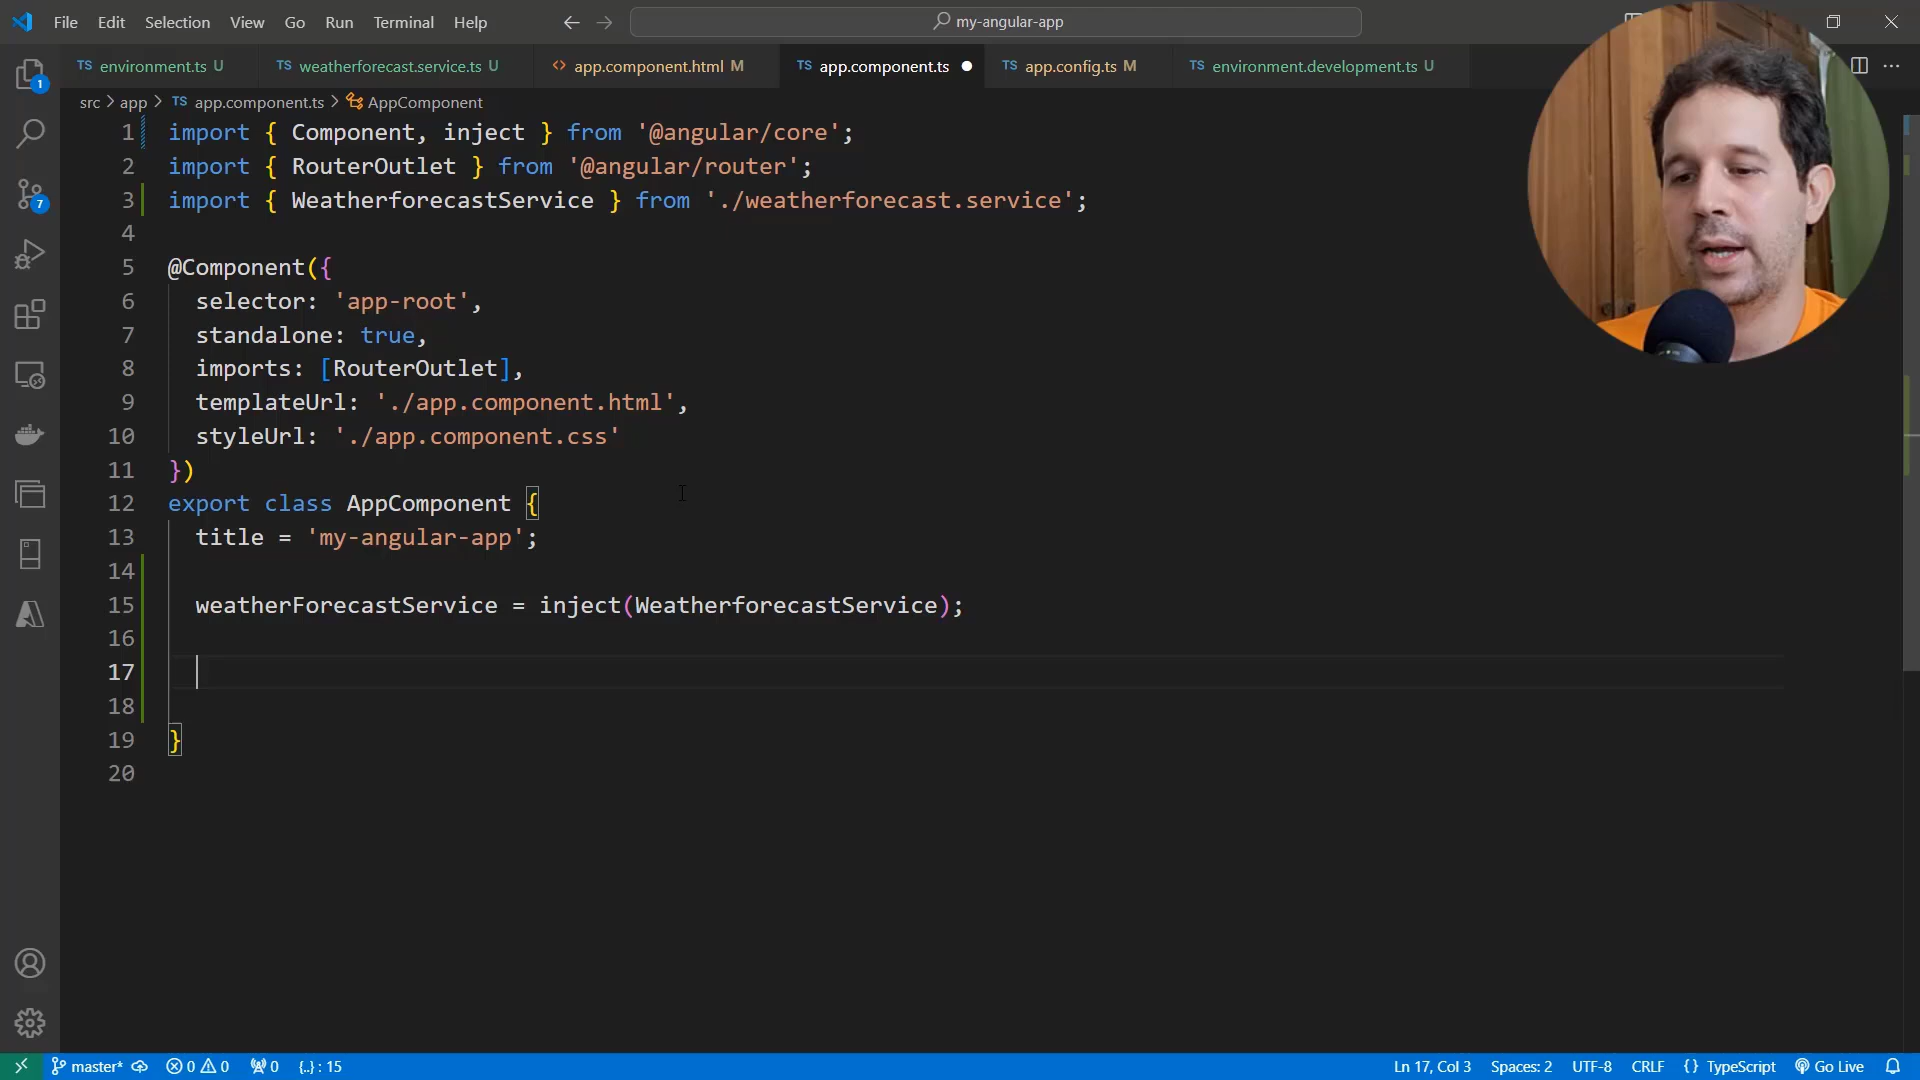 File Edit Selection View Go Run Terminal Help
my-angular-app
TS environment.ts U
TS weatherforecast.service.ts U
<> app.component.html M
TS app.component.ts
TS app.config.ts M
TS environment.development.ts U
src > app > TS app.component.ts > AppComponent
1 import { Component, inject } from '@angular/core';
2 import { RouterOutlet } from '@angular/router';
3 import { WeatherforecastService } from './weatherforecast.service';
4
5 @Component({
6 selector: 'app-root',
7 standalone: true,
8 imports: [RouterOutlet],
9 templateUrl: './app.component.html',
10 styleUrl: './app.component.css'
11 })
12 export class AppComponent {
13 title = 'my-angular-app';
14
15 weatherForecastService = inject(WeatherforecastService);
16
17
18
19 }
20
1
7
master* 0 0 0 {..} : 15 Ln 17, Col 3 Spaces: 2 UTF-8 CRLF {} TypeScript Go Live